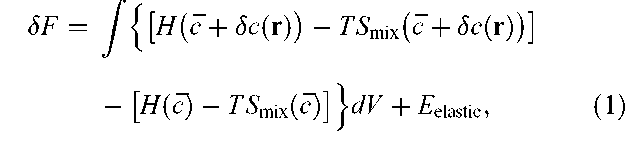 δF = ∫{[H(c̅ + δc(r)) − TS_mix(c̅ + δc(r))]
− [H(c̅) − TS_mix(c̅)]}dV + E_elastic, (1)